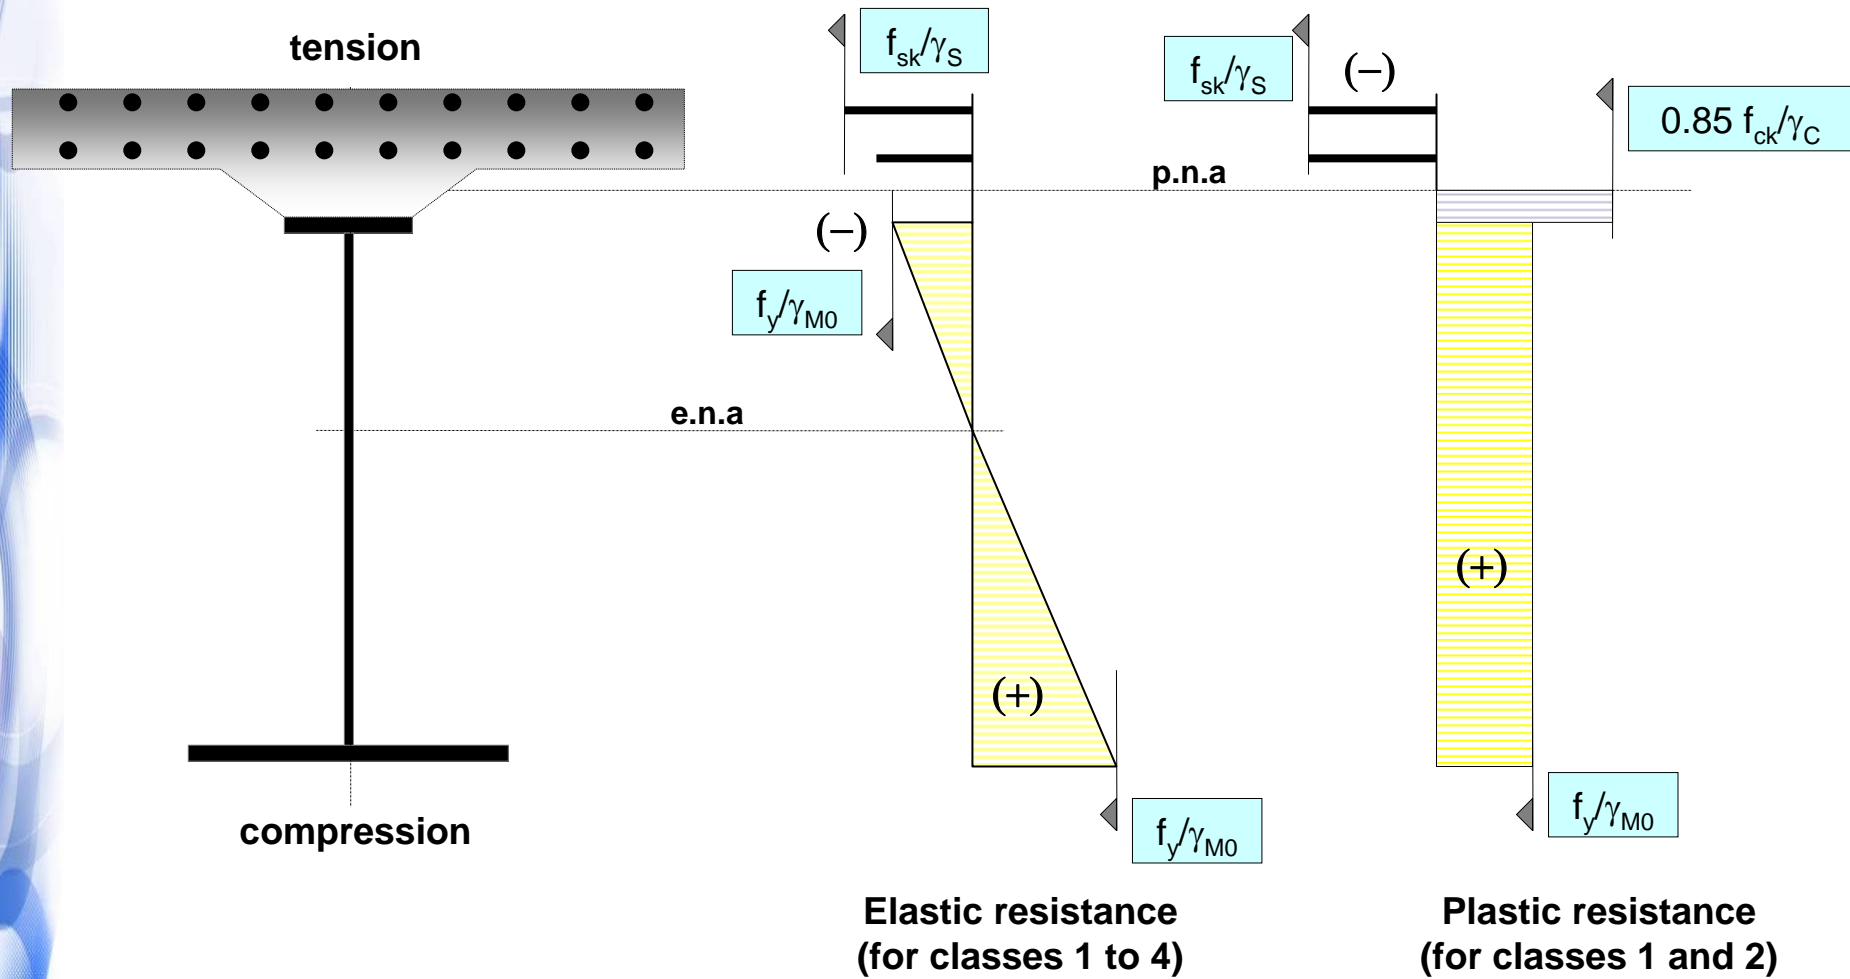 tension
f_sk/γ_S
f_sk/γ_S
(−)
0.85 f_ck/γ_C
p.n.a
(−)
f_y/γ_M0
e.n.a
(+)
(+)
compression
f_y/γ_M0
f_y/γ_M0
Elastic resistance
(for classes 1 to 4)
Plastic resistance
(for classes 1 and 2)